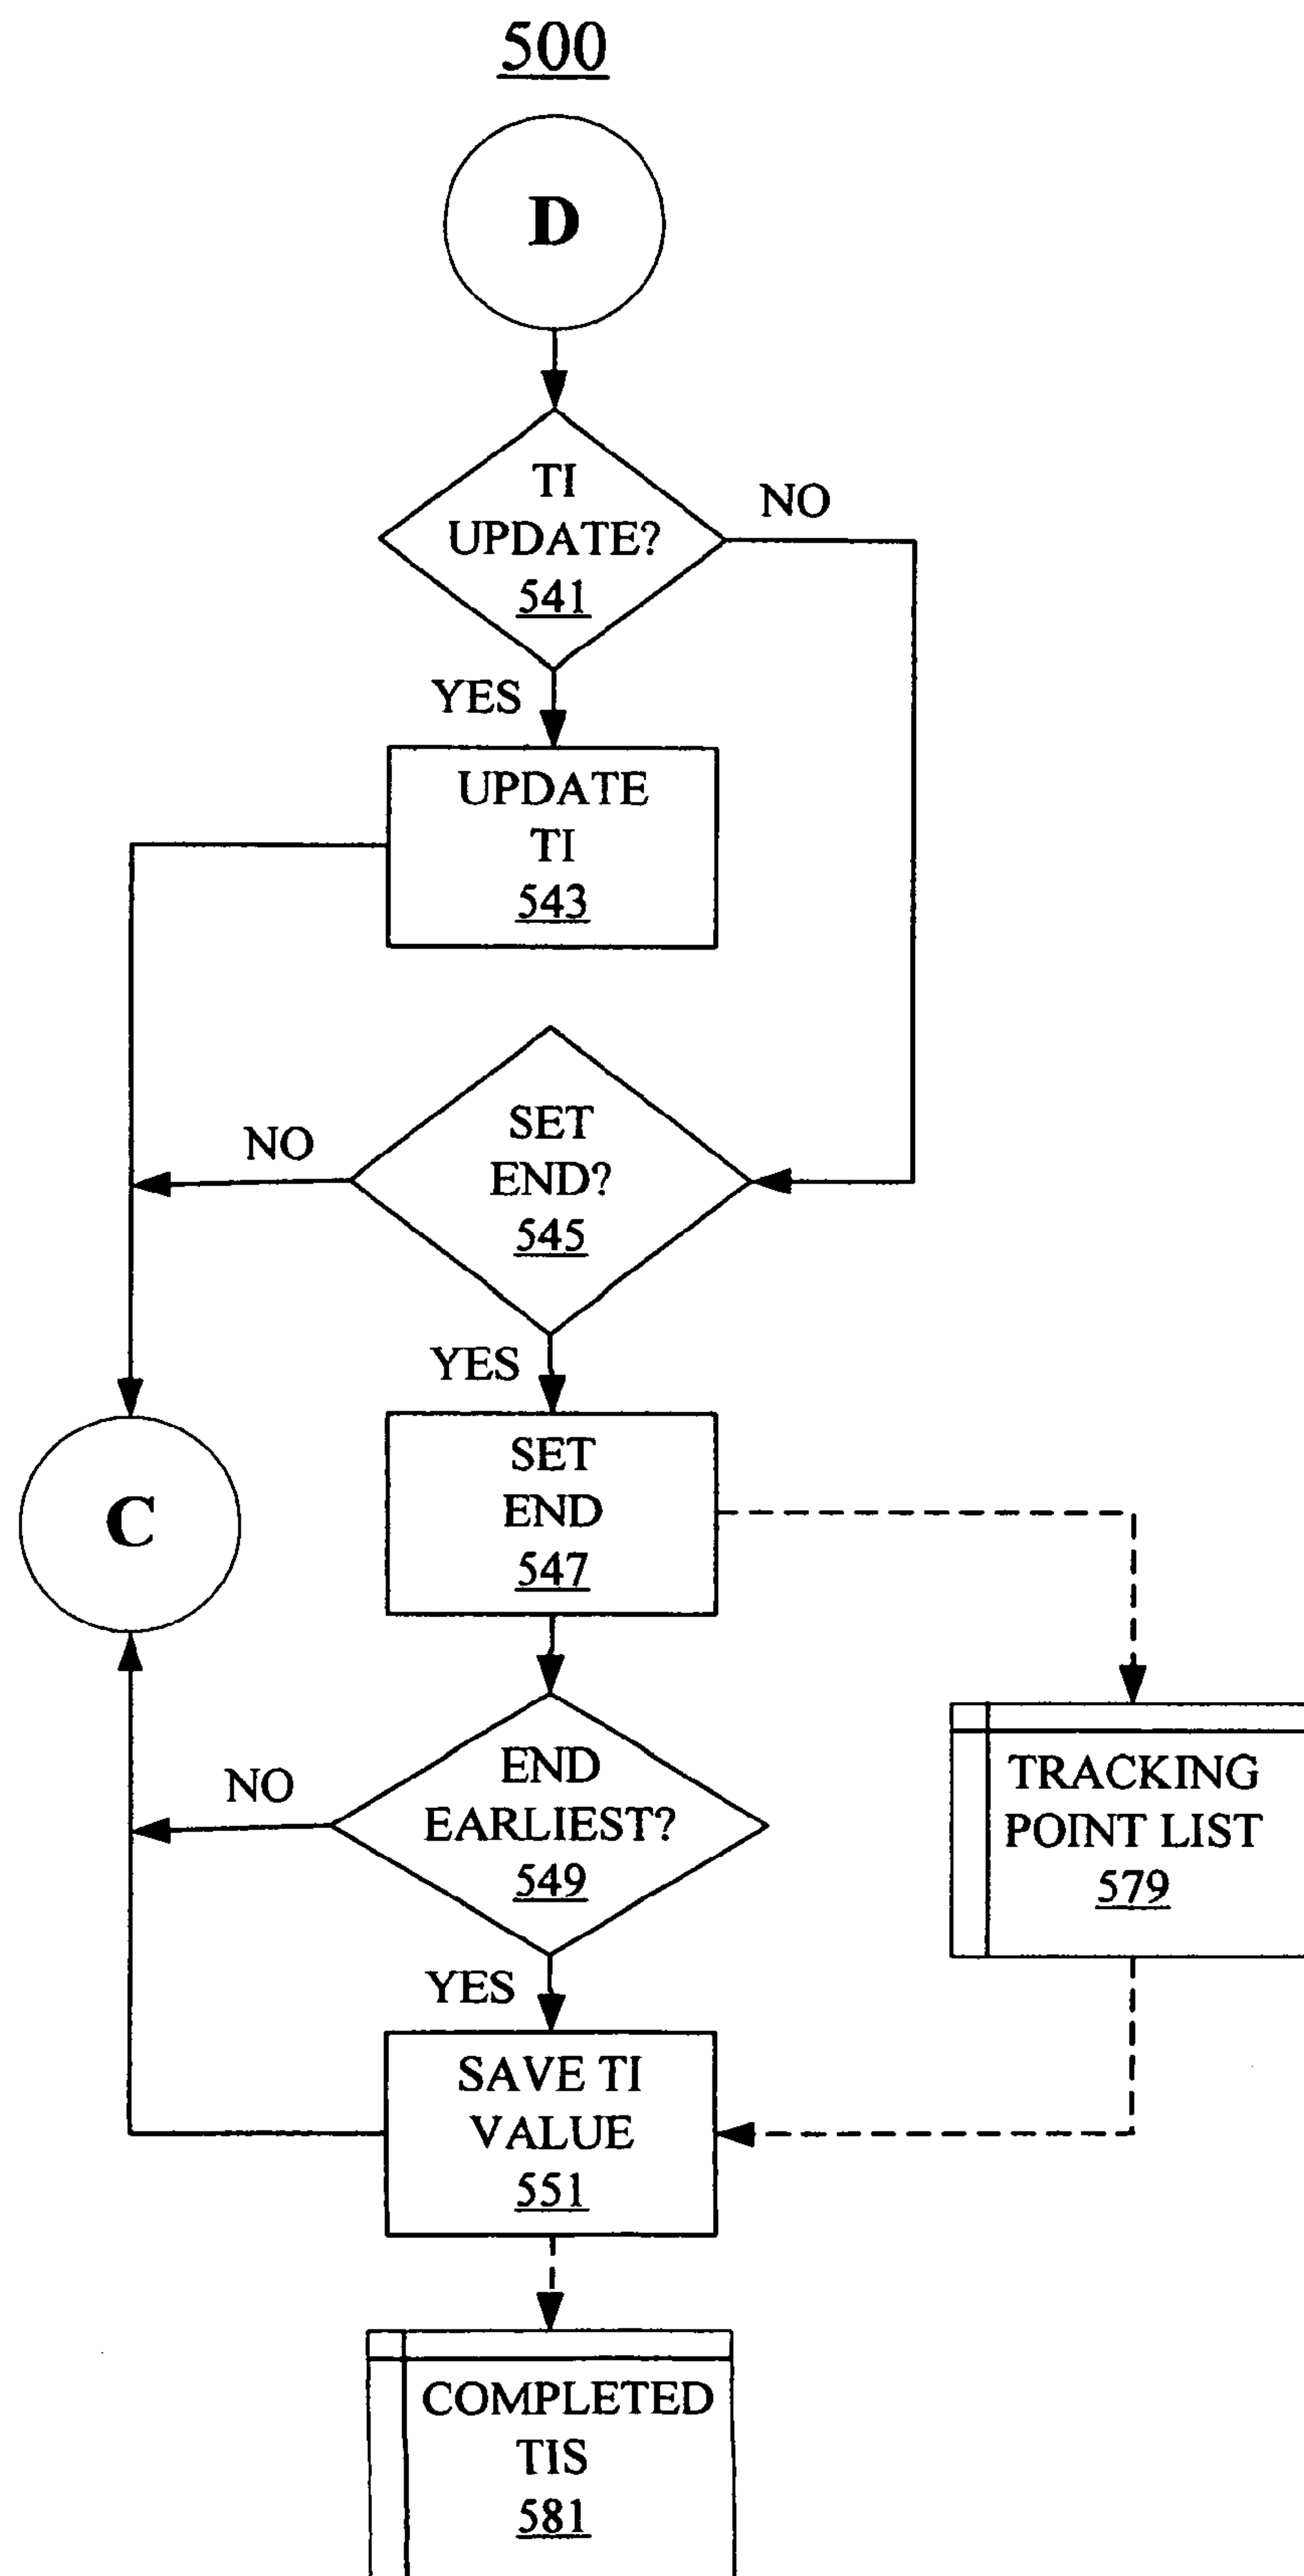 500
D
TI
UPDATE?
541
NO
YES
UPDATE
TI
543
SET
END?
545
NO
YES
SET
END
547
C
END
EARLIEST?
549
NO
TRACKING
POINT LIST
579
YES
SAVE TI
VALUE
551
COMPLETED
TIS
581